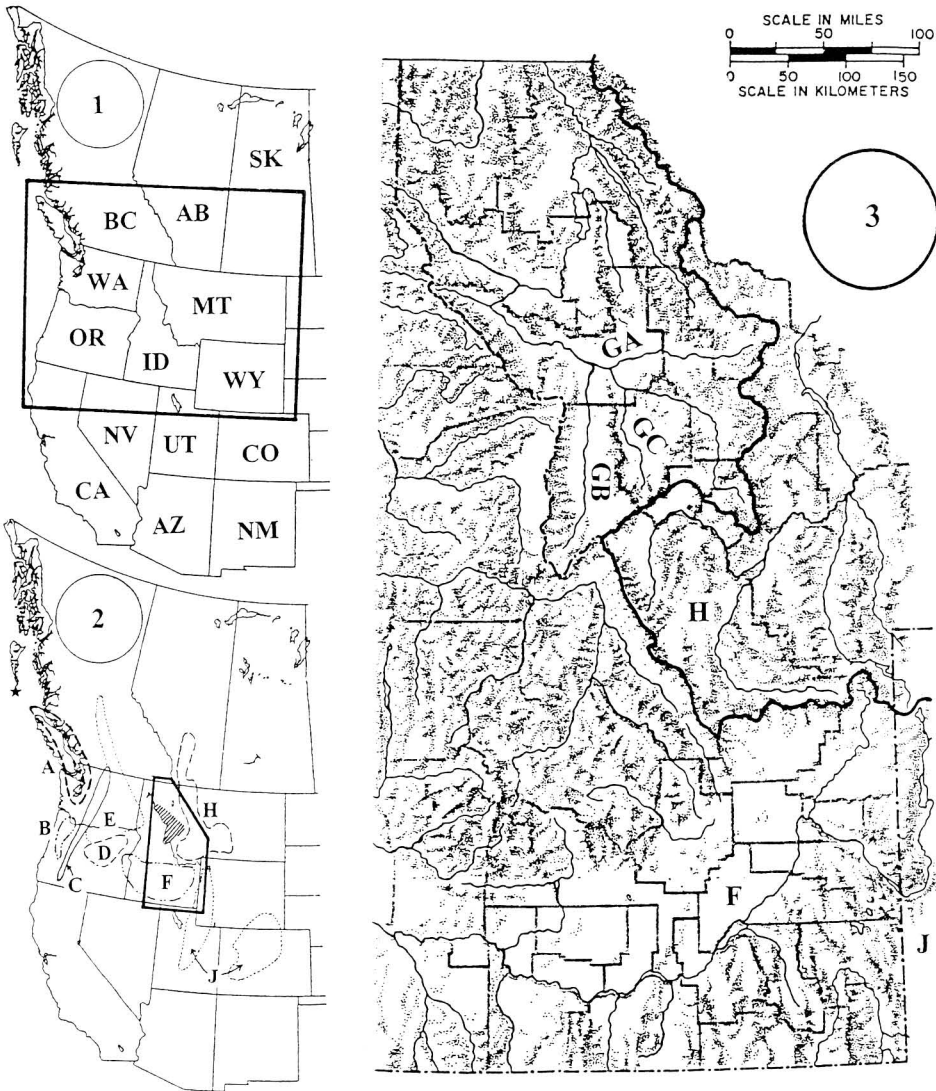 SCALE IN MILES
0 50 100
0 50 100 150
SCALE IN KILOMETERS
1
SK
BC AB
WA
MT
OR
ID
WY
NV
UT
CO
CA
AZ
NM
2
A
B
E
H
D
F
C
J
3
GA
GC
GB
H
F
J